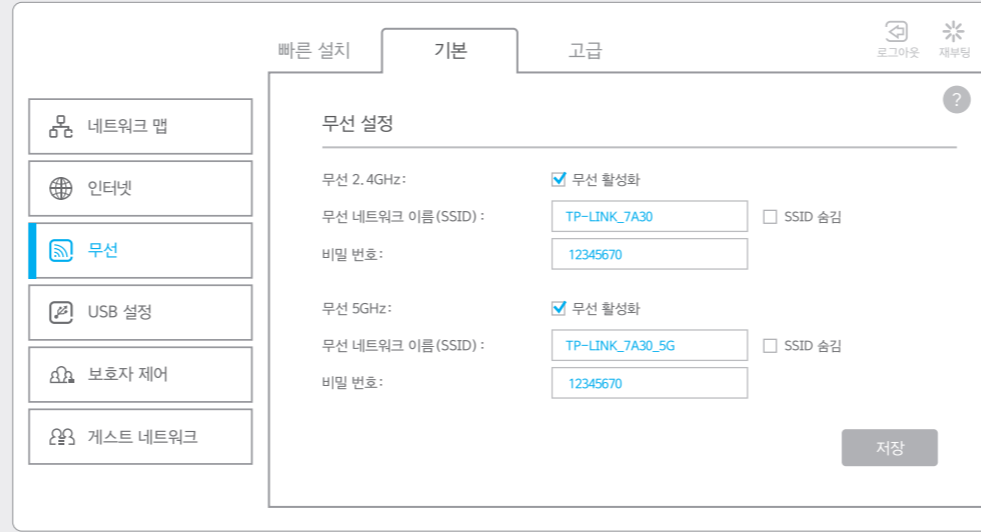 빠른 설치
기본
고급
로그아웃
재부팅
?
네트워크 맵
인터넷
무선
USB 설정
보호자 제어
게스트 네트워크
무선 설정
무선 2.4GHz: 무선 활성화
무선 네트워크 이름(SSID) : TP-LINK_7A30 SSID 숨김
비밀 번호: 12345670
무선 5GHz: 무선 활성화
무선 네트워크 이름(SSID) : TP-LINK_7A30_5G SSID 숨김
비밀 번호: 12345670
저장